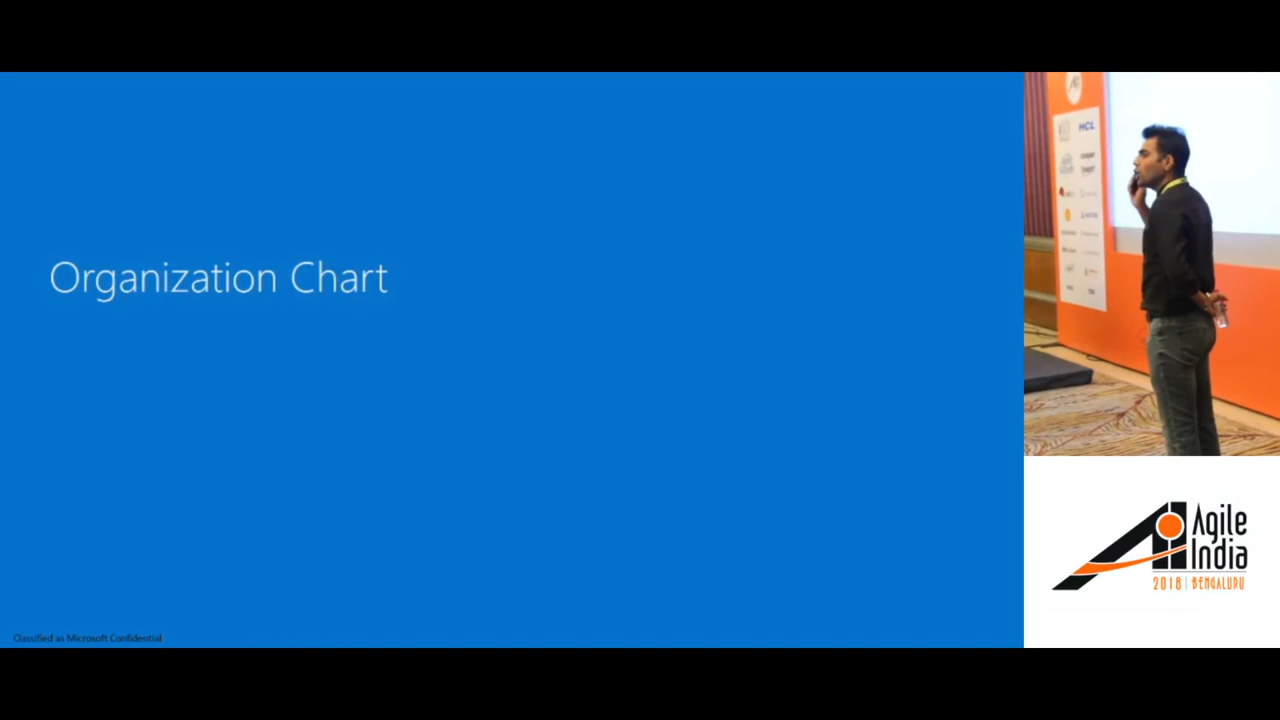 Organization Chart
Classified as Microsoft Confidential
HCL
Agile
India
2018 | BENGALURU